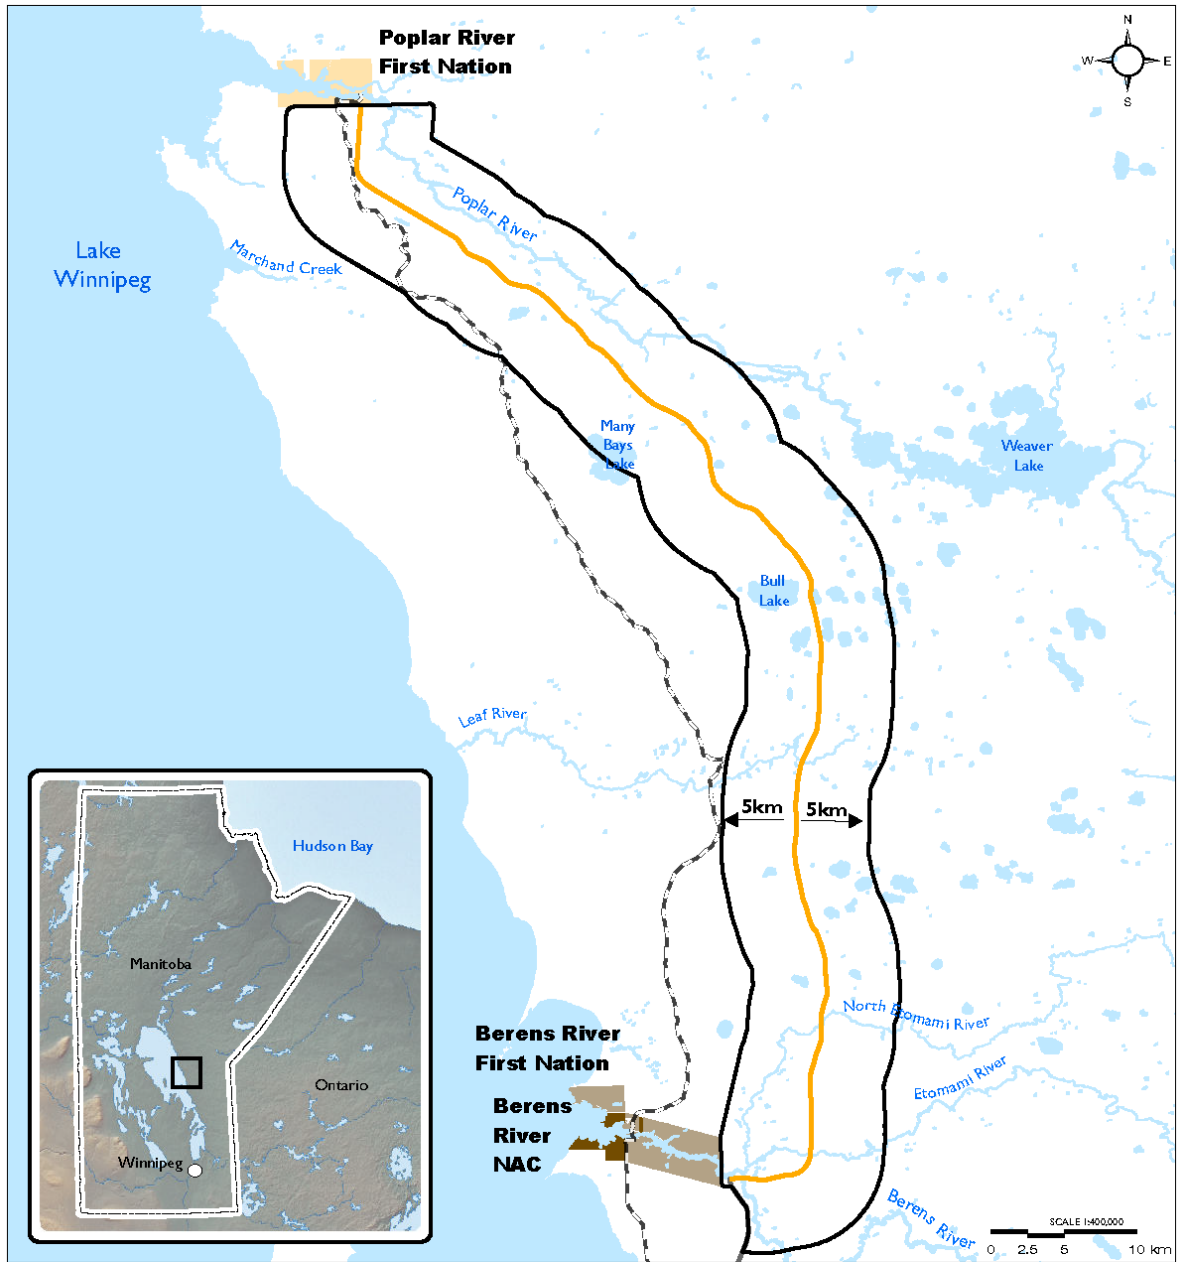 Poplar River
First Nation
N
W
E
S
Poplar River
Lake
Winnipeg
Marchand Creek
Many
Bays
Lake
Weaver
Lake
Bull
Lake
Leaf River
5km
5km
Hudson Bay
Manitoba
Ontario
Winnipeg
North Etomami River
Berens River
First Nation
Etomami River
Berens
River
NAC
Berens River
SCALE 1:400,000
0 2.5 5 10 km